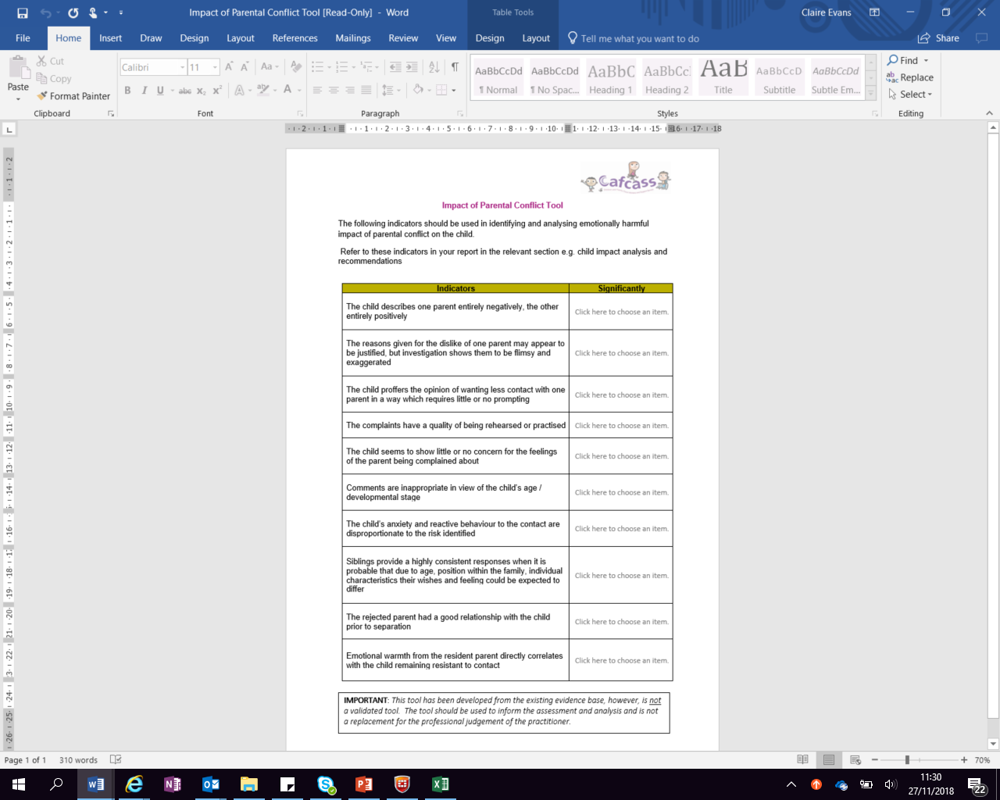 Impact of Parental Conflict Tool [Read-Only] - Word
Table Tools
Claire Evans
File Home Insert Draw Design Layout References Mailings Review View Design Layout Tell me what you want to do Share
Cut
Copy
Paste
Format Painter
Calibri 11
AaBbCcDd AaBbCcDd AaBbC AaBbCc AaB AaBbCcD AaBbCcDd
¶ Normal ¶ No Spac... Heading 1 Heading 2 Title Subtitle Subtle Em...
Find
Replace
Select
Clipboard Font Paragraph Styles Editing
Cafcass
Impact of Parental Conflict Tool
The following indicators should be used in identifying and analysing emotionally harmful
impact of parental conflict on the child.
Refer to these indicators in your report in the relevant section e.g. child impact analysis and
recommendations
Indicators Significantly
The child describes one parent entirely negatively, the other
entirely positively
Click here to choose an item.
The reasons given for the dislike of one parent may appear to
be justified, but investigation shows them to be flimsy and
exaggerated
Click here to choose an item.
The child proffers the opinion of wanting less contact with one
parent in a way which requires little or no prompting
Click here to choose an item.
The complaints have a quality of being rehearsed or practised
Click here to choose an item.
The child seems to show little or no concern for the feelings
of the parent being complained about
Click here to choose an item.
Comments are inappropriate in view of the child's age /
developmental stage
Click here to choose an item.
The child's anxiety and reactive behaviour to the contact are
disproportionate to the risk identified
Click here to choose an item.
Siblings provide a highly consistent responses when it is
probable that due to age, position within the family, individual
characteristics their wishes and feeling could be expected to
differ
Click here to choose an item.
The rejected parent had a good relationship with the child
prior to separation
Click here to choose an item.
Emotional warmth from the resident parent directly correlates
with the child remaining resistant to contact
Click here to choose an item.
IMPORTANT: This tool has been developed from the existing evidence base, however, is not
a validated tool. The tool should be used to inform the assessment and analysis and is not
a replacement for the professional judgement of the practitioner.
Page 1 of 1 310 words
70%
11:30
27/11/2018
22